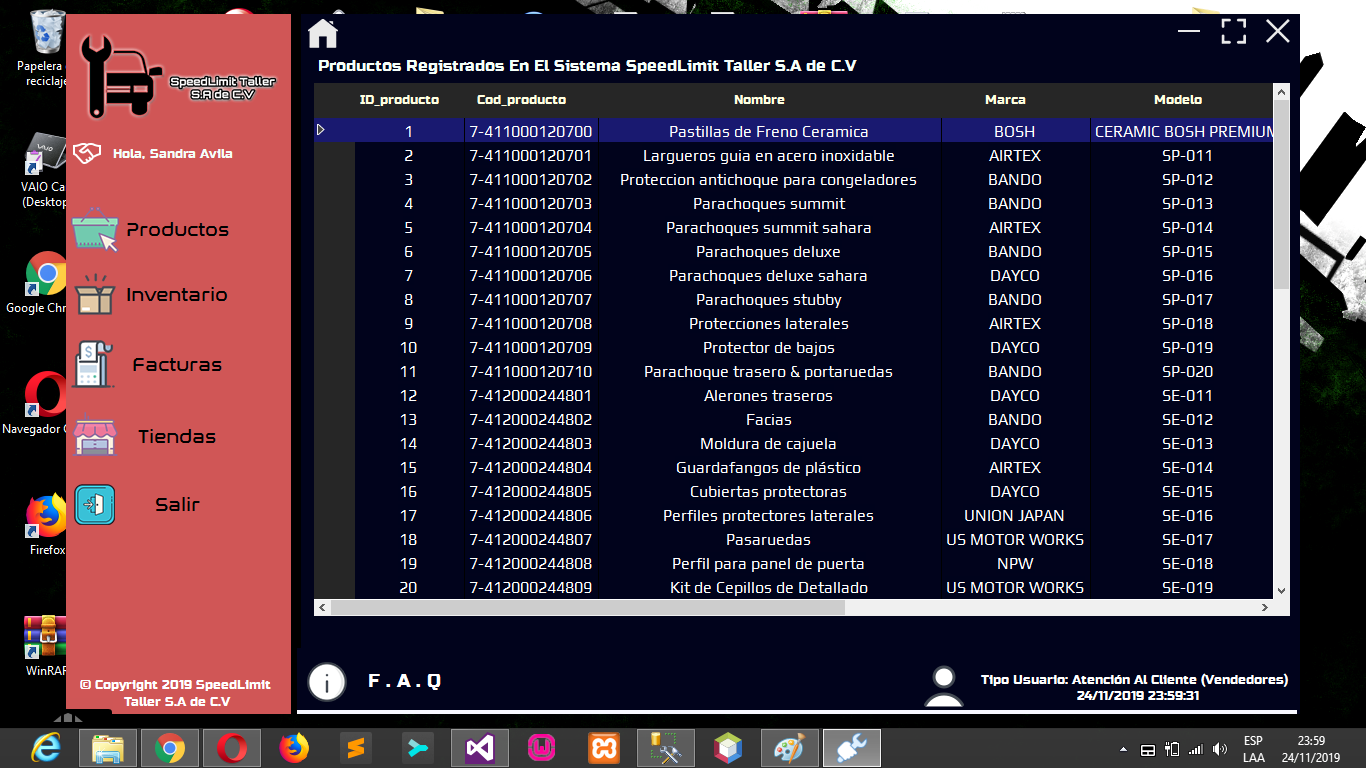 Papelera
reciclaje
VAIO Ca
(Desktop
Google Chr
Navegador
Firefox
WinRAR
SpeedLimit Taller
S.A de C.V
Hola, Sandra Avila
Productos
Inventario
Facturas
Tiendas
Salir
© Copyright 2019 SpeedLimit
Taller S.A de C.V
Productos Registrados En El Sistema SpeedLimit Taller S.A de C.V
ID_producto Cod_producto Nombre Marca Modelo
1 7-411000120700 Pastillas de Freno Ceramica BOSH CERAMIC BOSH PREMIUM
2 7-411000120701 Largueros guia en acero inoxidable AIRTEX SP-011
3 7-411000120702 Proteccion antichoque para congeladores BANDO SP-012
4 7-411000120703 Parachoques summit BANDO SP-013
5 7-411000120704 Parachoques summit sahara AIRTEX SP-014
6 7-411000120705 Parachoques deluxe BANDO SP-015
7 7-411000120706 Parachoques deluxe sahara DAYCO SP-016
8 7-411000120707 Parachoques stubby BANDO SP-017
9 7-411000120708 Protecciones laterales AIRTEX SP-018
10 7-411000120709 Protector de bajos DAYCO SP-019
11 7-411000120710 Parachoque trasero & portaruedas BANDO SP-020
12 7-412000244801 Alerones traseros DAYCO SE-011
13 7-412000244802 Facias BANDO SE-012
14 7-412000244803 Moldura de cajuela DAYCO SE-013
15 7-412000244804 Guardafangos de plástico AIRTEX SE-014
16 7-412000244805 Cubiertas protectoras DAYCO SE-015
17 7-412000244806 Perfiles protectores laterales UNION JAPAN SE-016
18 7-412000244807 Pasaruedas US MOTOR WORKS SE-017
19 7-412000244808 Perfil para panel de puerta NPW SE-018
20 7-412000244809 Kit de Cepillos de Detallado US MOTOR WORKS SE-019
F.A.Q
Tipo Usuario: Atención Al Cliente (Vendedores)
24/11/2019 23:59:31
ESP
LAA
23:59
24/11/2019